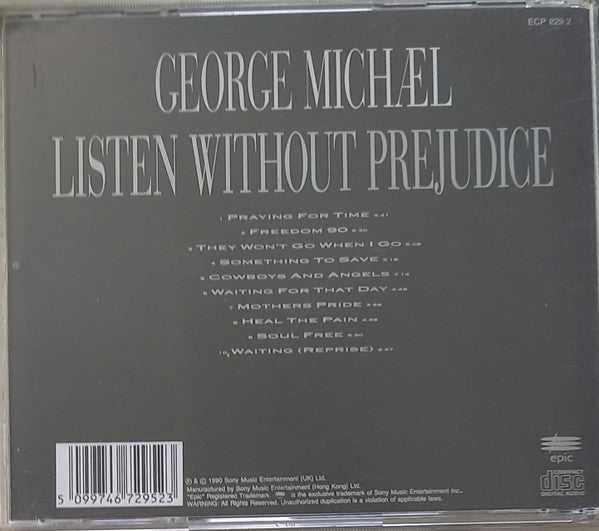 ECP 829.2
GEORGE MICHÆL
LISTEN WITHOUT PREJUDICE
1 PRAYING FOR TIME 4.41
2 FREEDOM 90 6.30
3 THEY WON'T GO WHEN I GO 5.08
4 SOMETHING TO SAVE 3.18
5 COWBOYS AND ANGELS 7.14
6 WAITING FOR THAT DAY 4.49
7 MOTHERS PRIDE 3.59
8 HEAL THE PAIN 4.39
9 SOUL FREE 5.30
10 WAITING (REPRISE) 2.27
epic
COMPACT
disc
DIGITAL AUDIO
5 099746 729523
℗ & © 1990 Sony Music Entertainment (UK) Ltd.
Manufactured by Sony Music Entertainment (Hong Kong) Ltd.
"Epic" Registered Trademark is the exclusive trademark of Sony Music Entertainment Inc.
WARNING: All Rights Reserved. Unauthorized duplication is a violation of applicable laws.